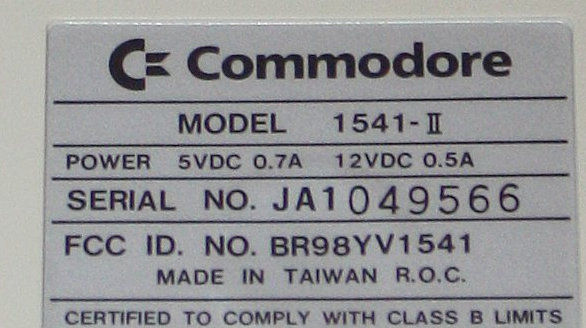 Commodore
MODEL 1541-II
POWER 5VDC 0.7A 12VDC 0.5A
SERIAL NO. JA1049566
FCC ID. NO. BR98YV1541
MADE IN TAIWAN R.O.C.
CERTIFIED TO COMPLY WITH CLASS B LIMITS